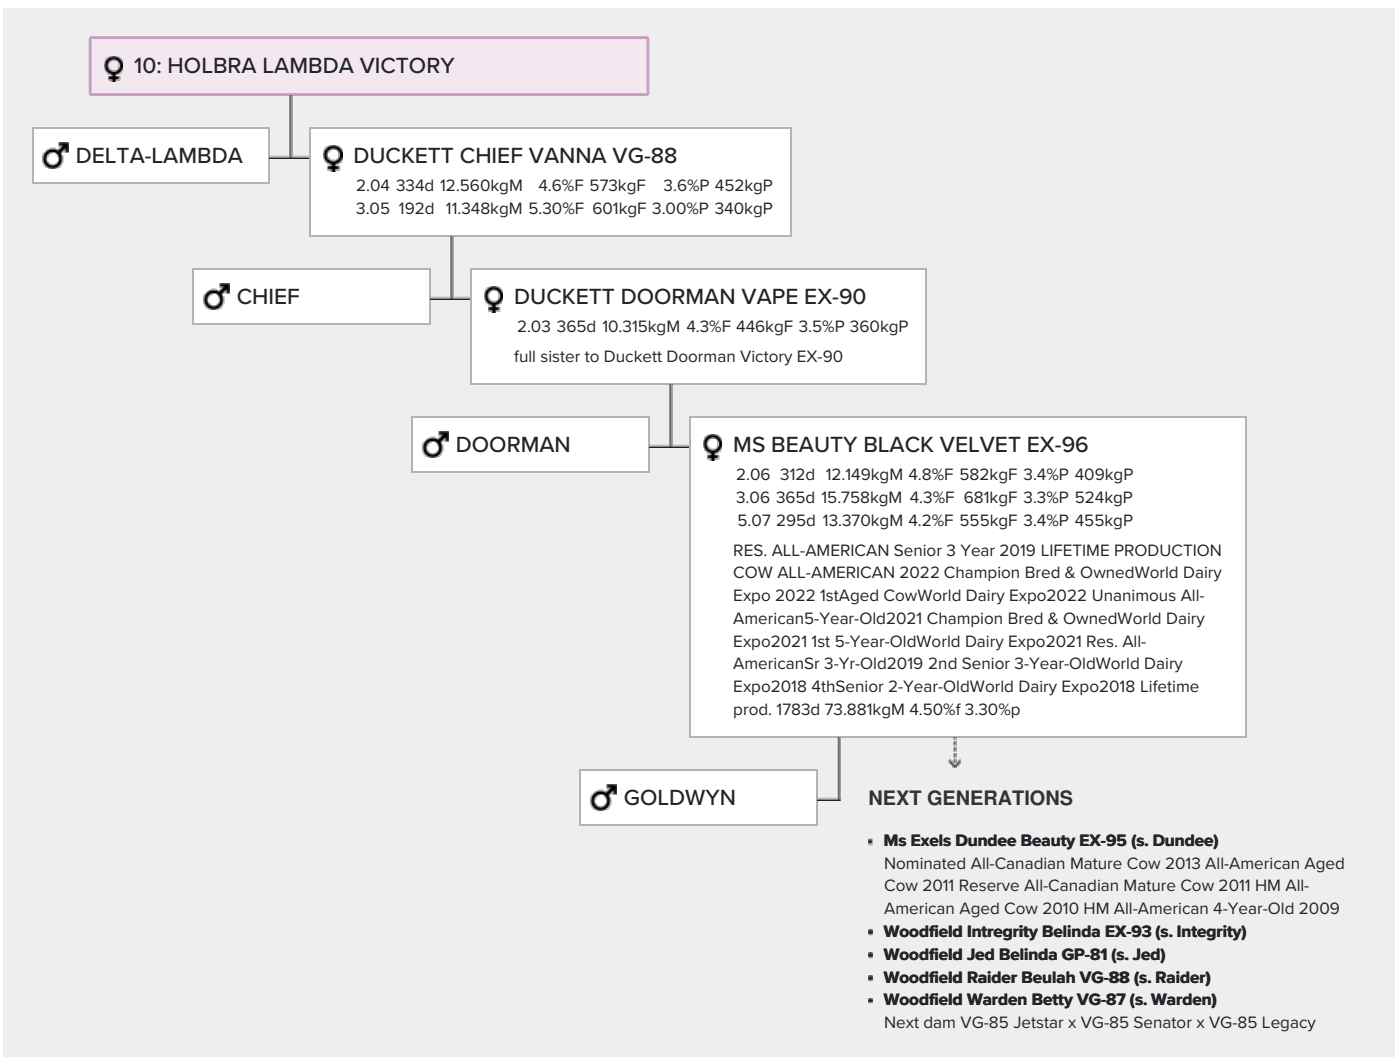 10: HOLBRA LAMBDA VICTORY
DELTA-LAMBDA
DUCKETT CHIEF VANNA VG-88
2.04 334d 12.560kgM 4.6%F 573kgF 3.6%P 452kgP
3.05 192d 11.348kgM 5.30%F 601kgF 3.00%P 340kgP
CHIEF
DUCKETT DOORMAN VAPE EX-90
2.03 365d 10.315kgM 4.3%F 446kgF 3.5%P 360kgP
full sister to Duckett Doorman Victory EX-90
DOORMAN
MS BEAUTY BLACK VELVET EX-96
2.06 312d 12.149kgM 4.8%F 582kgF 3.4%P 409kgP
3.06 365d 15.758kgM 4.3%F 681kgF 3.3%P 524kgP
5.07 295d 13.370kgM 4.2%F 555kgF 3.4%P 455kgP
RES. ALL-AMERICAN Senior 3 Year 2019 LIFETIME PRODUCTION
COW ALL-AMERICAN 2022 Champion Bred & OwnedWorld Dairy
Expo 2022 1stAged CowWorld Dairy Expo2022 Unanimous All-
American5-Year-Old2021 Champion Bred & OwnedWorld Dairy
Expo2021 1st 5-Year-OldWorld Dairy Expo2021 Res. All-
AmericanSr 3-Yr-Old2019 2nd Senior 3-Year-OldWorld Dairy
Expo2018 4thSenior 2-Year-OldWorld Dairy Expo2018 Lifetime
prod. 1783d 73.881kgM 4.50%f 3.30%p
GOLDWYN
NEXT GENERATIONS
• Ms Exels Dundee Beauty EX-95 (s. Dundee)
Nominated All-Canadian Mature Cow 2013 All-American Aged
Cow 2011 Reserve All-Canadian Mature Cow 2011 HM All-
American Aged Cow 2010 HM All-American 4-Year-Old 2009
• Woodfield Intregrity Belinda EX-93 (s. Integrity)
• Woodfield Jed Belinda GP-81 (s. Jed)
• Woodfield Raider Beulah VG-88 (s. Raider)
• Woodfield Warden Betty VG-87 (s. Warden)
Next dam VG-85 Jetstar x VG-85 Senator x VG-85 Legacy